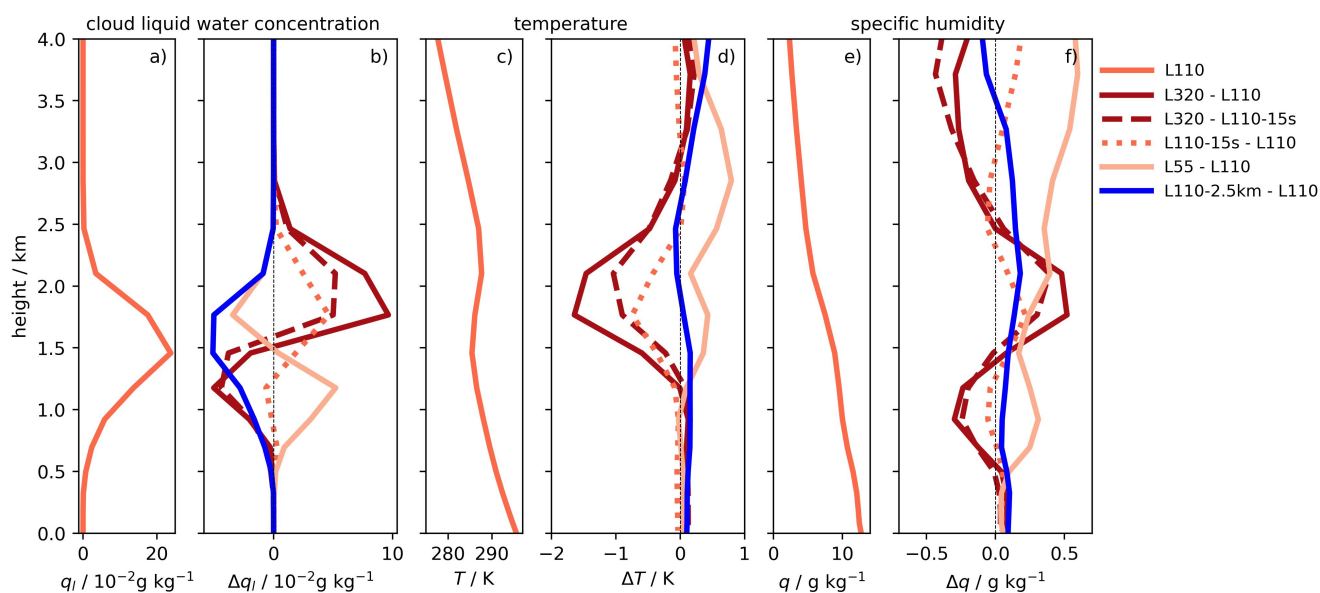 cloud liquid water concentration
temperature
specific humidity
a)
b)
c)
d)
e)
f)
height / km
4.0
3.5
3.0
2.5
2.0
1.5
1.0
0.5
0.0
0 20
0 10
280 290
−2 −1 0 1
0 10
−0.5 0.0 0.5
q_l / 10⁻²g kg⁻¹
Δq_l / 10⁻²g kg⁻¹
T / K
ΔT / K
q / g kg⁻¹
Δq / g kg⁻¹
L110
L320 - L110
L320 - L110-15s
L110-15s - L110
L55 - L110
L110-2.5km - L110